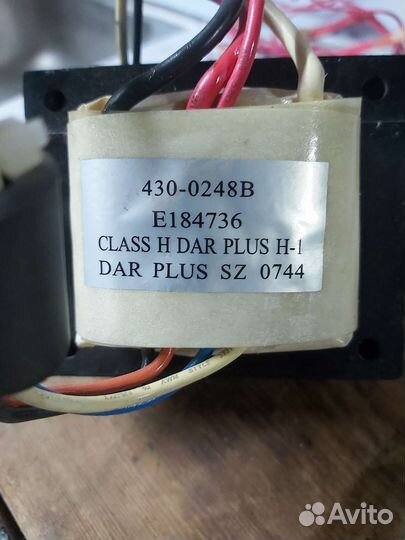 430-0248B
E184736
CLASS H DAR PLUS H-1
DAR PLUS SZ 0744
Avito